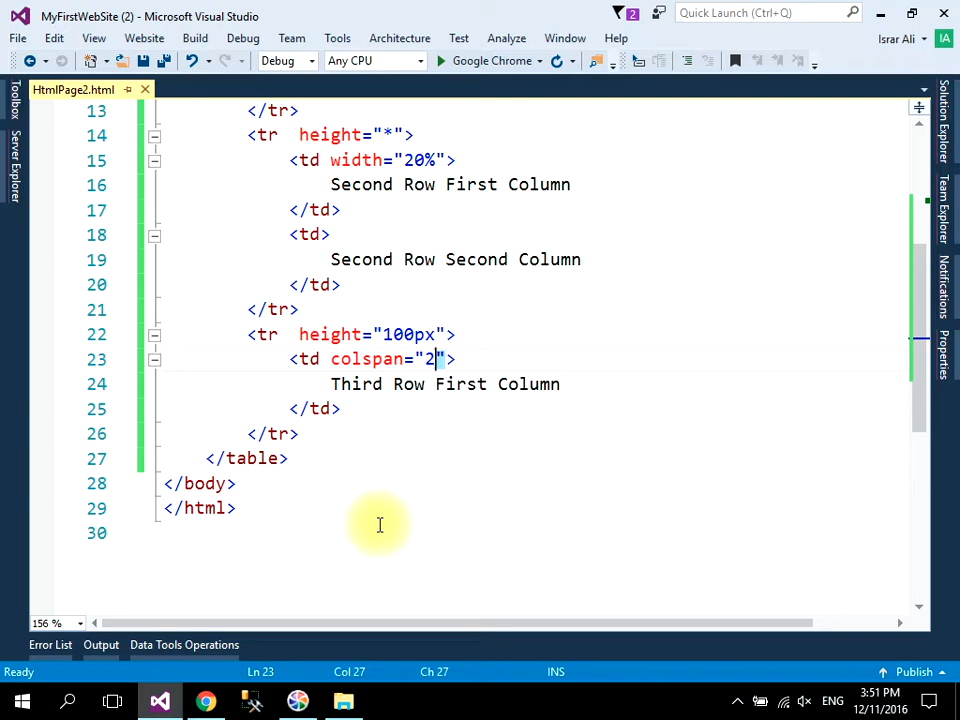 MyFirstWebSite (2) - Microsoft Visual Studio
2
Quick Launch (Ctrl+Q)
File Edit View Website Build Debug Team Tools Architecture Test Analyze Window Help
Israr Ali IA
Debug Any CPU Google Chrome
HtmlPage2.html
Toolbox
Server Explorer
Solution Explorer
Team Explorer
Notifications
Properties
13 </tr>
14 <tr  height="*">
15 <td width="20%">
16 Second Row First Column
17 </td>
18 <td>
19 Second Row Second Column
20 </td>
21 </tr>
22 <tr  height="100px">
23 <td colspan="2">
24 Third Row First Column
25 </td>
26 </tr>
27 </table>
28 </body>
29 </html>
30
156 %
Error List Output Data Tools Operations
Ready Ln 23 Col 27 Ch 27 INS Publish
ENG 3:51 PM
12/11/2016